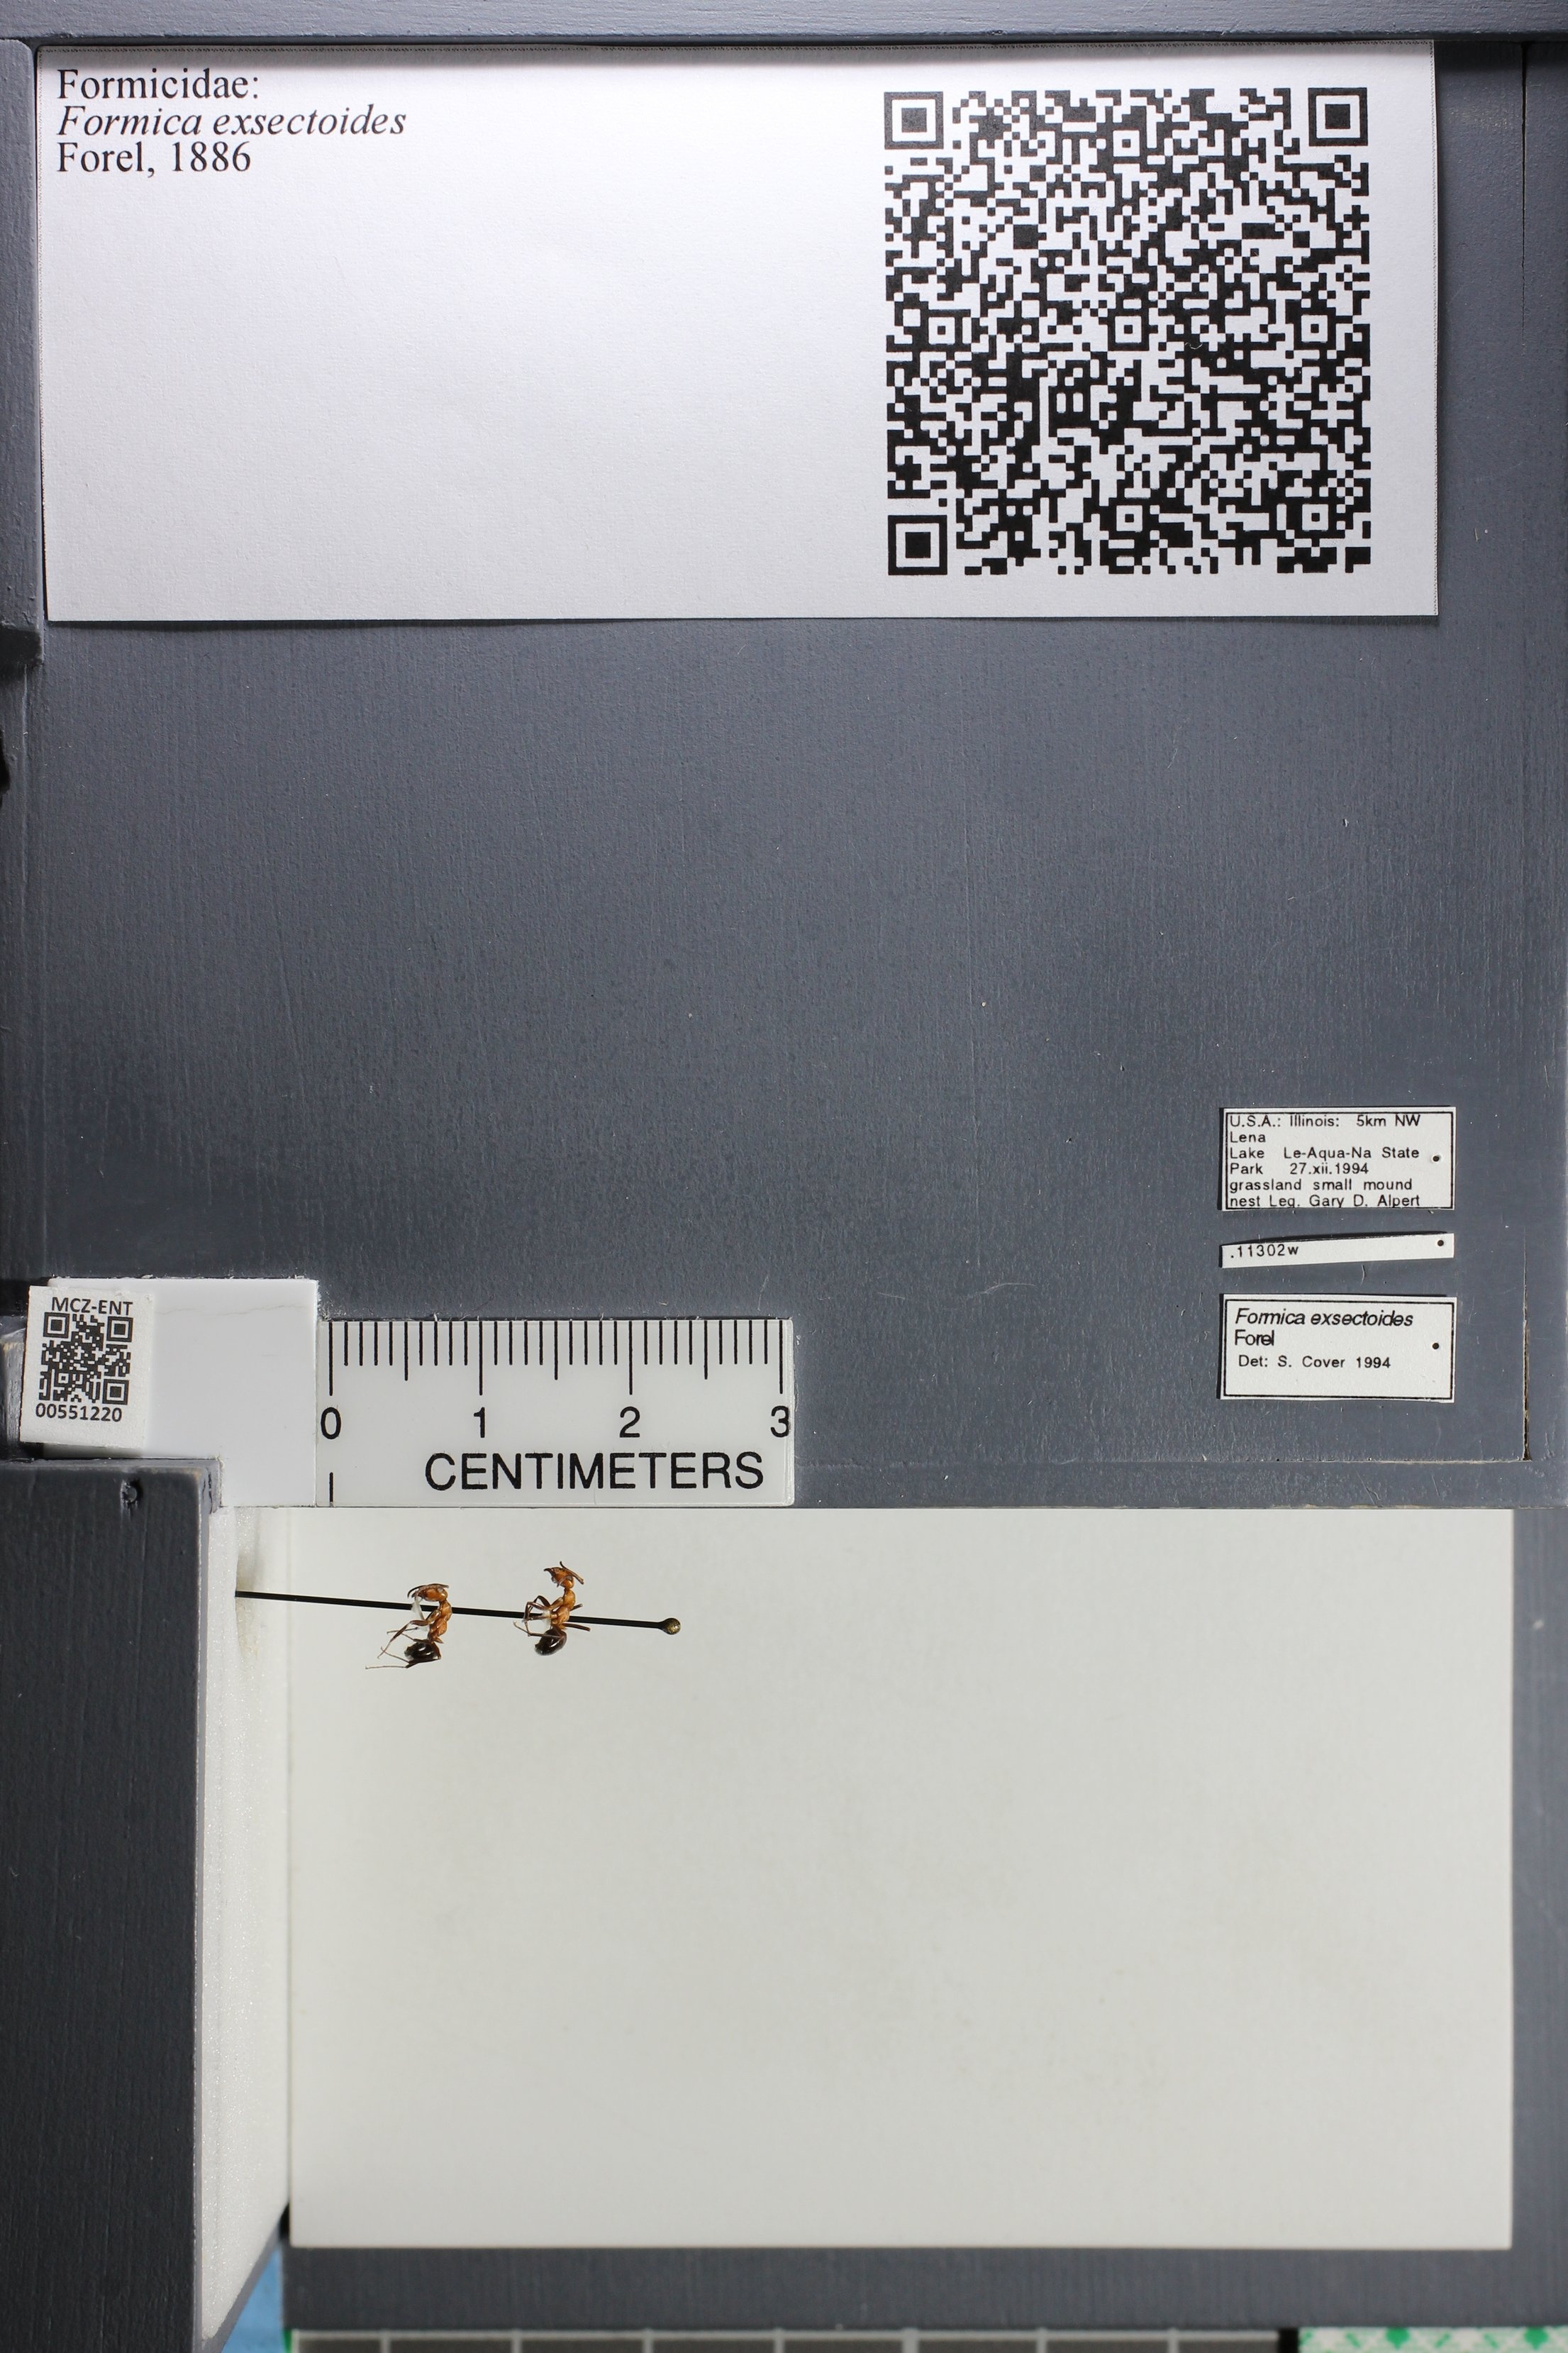 Formicidae:
Formica exsectoides
Forel, 1886
U.S.A.: Illinois: 5km NW
Lena
Lake Le-Aqua-Na State
Park 27.xii.1994
grassland small mound
nest Leg. Gary D. Alpert
.11302w
Formica exsectoides
Forel
Det: S. Cover 1994
MCZ-ENT
00551220
0 1 2 3
CENTIMETERS